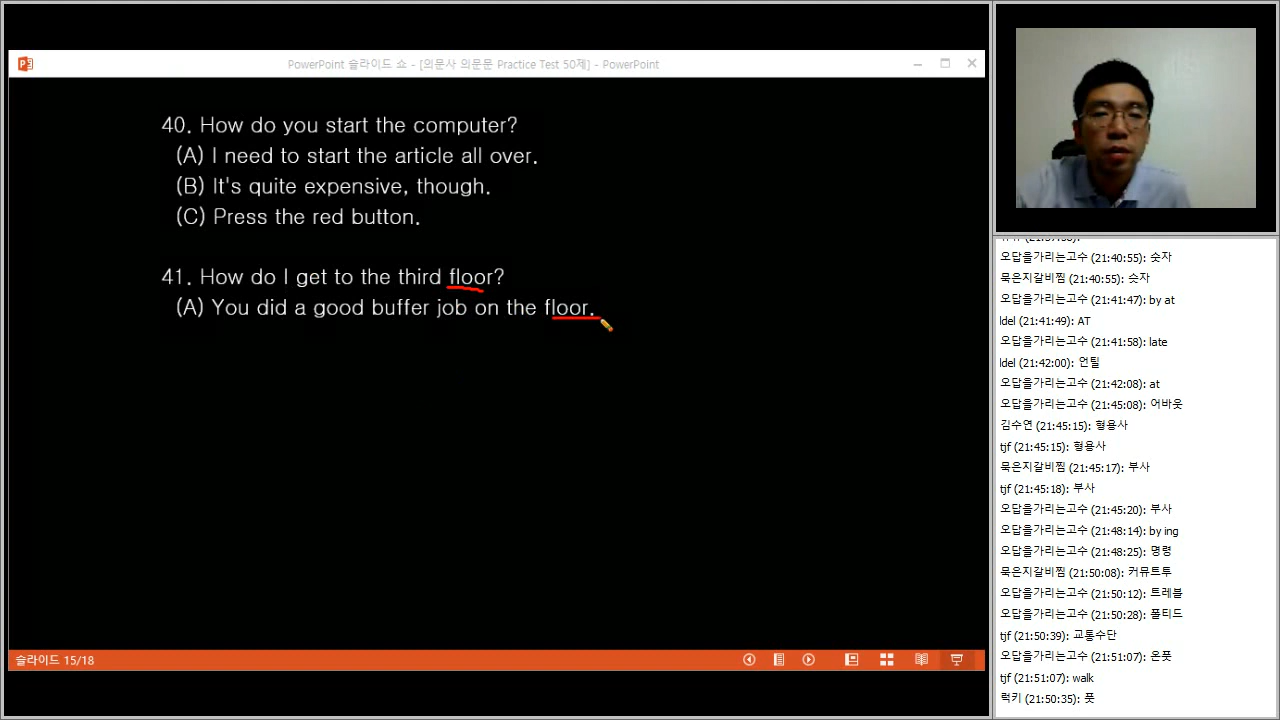 PowerPoint 슬라이드 쇼 - [의문사 의문문 Practice Test 50제] - PowerPoint
40. How do you start the computer?
(A) I need to start the article all over.
(B) It's quite expensive, though.
(C) Press the red button.
41. How do I get to the third floor?
(A) You did a good buffer job on the floor.
슬라이드 15/18
오답을가리는고수 (21:40:55): 숫자
묵은지갈비찜 (21:40:55): 숫자
오답을가리는고수 (21:41:47): by at
ldel (21:41:49): AT
오답을가리는고수 (21:41:58): late
ldel (21:42:00): 언틸
오답을가리는고수 (21:42:08): at
오답을가리는고수 (21:45:08): 어바웃
김수연 (21:45:15): 형용사
tjf (21:45:15): 형용사
묵은지갈비찜 (21:45:17): 부사
tjf (21:45:18): 부사
오답을가리는고수 (21:45:20): 부사
오답을가리는고수 (21:48:14): by ing
오답을가리는고수 (21:48:25): 명령
묵은지갈비찜 (21:50:08): 커뮤트투
오답을가리는고수 (21:50:12): 트레블
오답을가리는고수 (21:50:28): 폴티드
tjf (21:50:39): 교통수단
오답을가리는고수 (21:51:07): 온풋
tjf (21:51:07): walk
럭키 (21:50:35): 풋